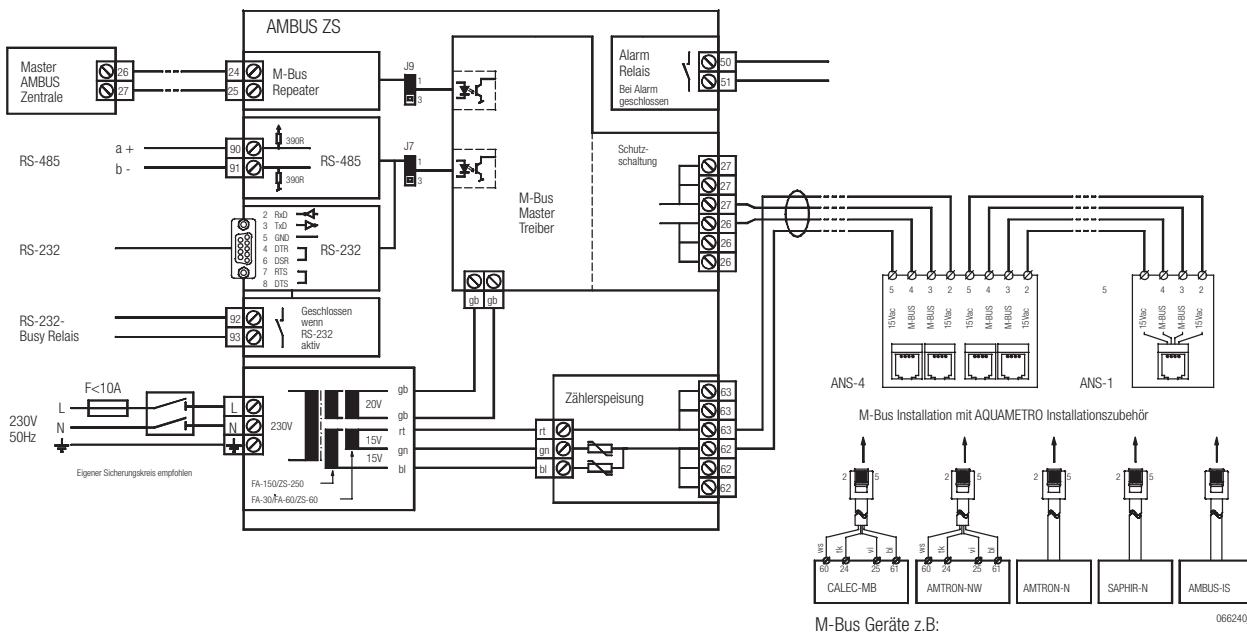 AMBUS ZS
Master
AMBUS
Zentrale
26
27
24
25
M-Bus
Repeater
J9
1
3
Alarm
Relais
Bei Alarm
geschlossen
50
51
RS-485
a +
b -
90
91
390R
390R
RS-485
J7
1
3
Schutz-
schaltung
M-Bus
Master
Treiber
27
27
27
26
26
26
RS-232
2 RxD
3 TxD
5 GND
4 DTR
6 DSR
7 RTS
8 DTS
RS-232
gb gb
RS-232-
Busy Relais
92
93
Geschlossen
wenn
RS-232
aktiv
5 4 3 2 5 4 3 2
15Vac M-BUS M-BUS 15Vac 15Vac M-BUS M-BUS 15Vac
ANS-4
5
5 4 3 2
15Vac M-BUS M-BUS 15Vac
ANS-1
M-Bus Installation mit AQUAMETRO Installationszubehör
230V
50Hz
L
N
F<10A
Eigener Sicherungskreis empfohlen
L
N
230V
20V
15V
15V
gb
gb
rt
gn
bl
FA-150/ZS-250
FA-30/FA-60/ZS-60
Zählerspeisung
rt
gn
bl
63
63
63
62
62
62
2 5
2 5
2 5
2 5
ws tk vi bl
60 24 25 61
CALEC-MB
ws tk vi bl
60 24 25 61
AMTRON-NW
AMTRON-N
SAPHIR-N
AMBUS-IS
M-Bus Geräte z.B:
066240